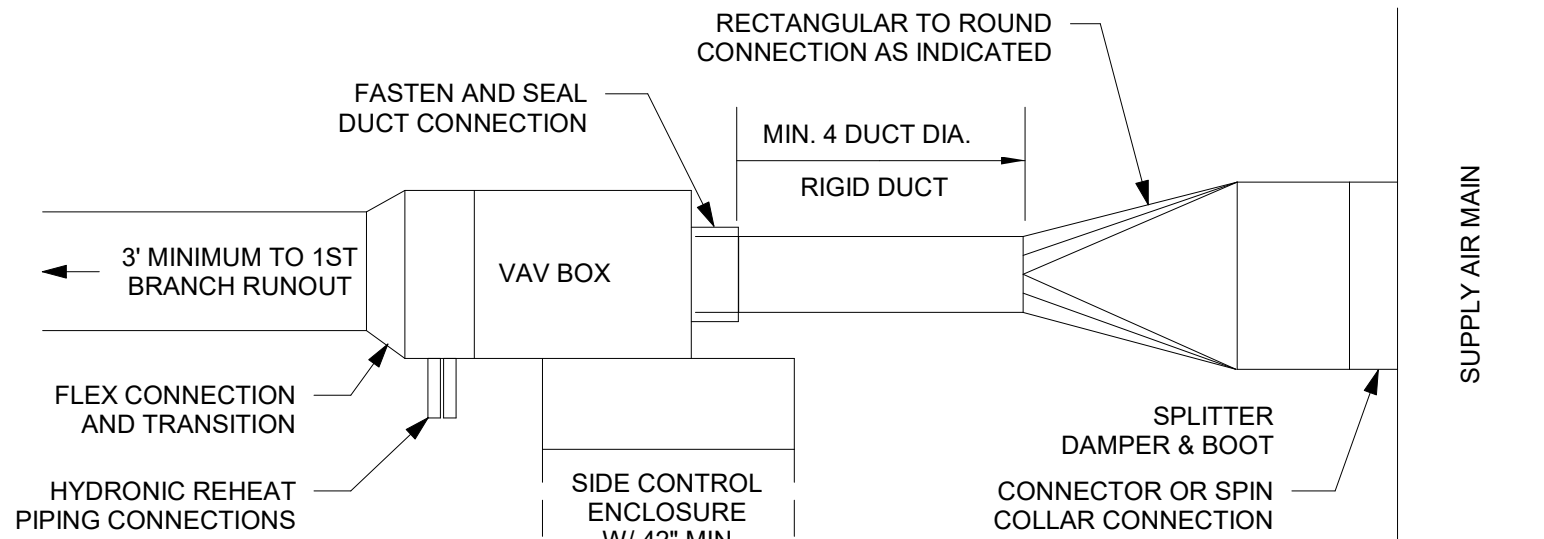 RECTANGULAR TO ROUND
CONNECTION AS INDICATED
FASTEN AND SEAL
DUCT CONNECTION
MIN. 4 DUCT DIA.
RIGID DUCT
3' MINIMUM TO 1ST
BRANCH RUNOUT
VAV BOX
SUPPLY AIR MAIN
FLEX CONNECTION
AND TRANSITION
SPLITTER
DAMPER & BOOT
HYDRONIC REHEAT
PIPING CONNECTIONS
SIDE CONTROL
ENCLOSURE
W/ 42" MIN
CONNECTOR OR SPIN
COLLAR CONNECTION